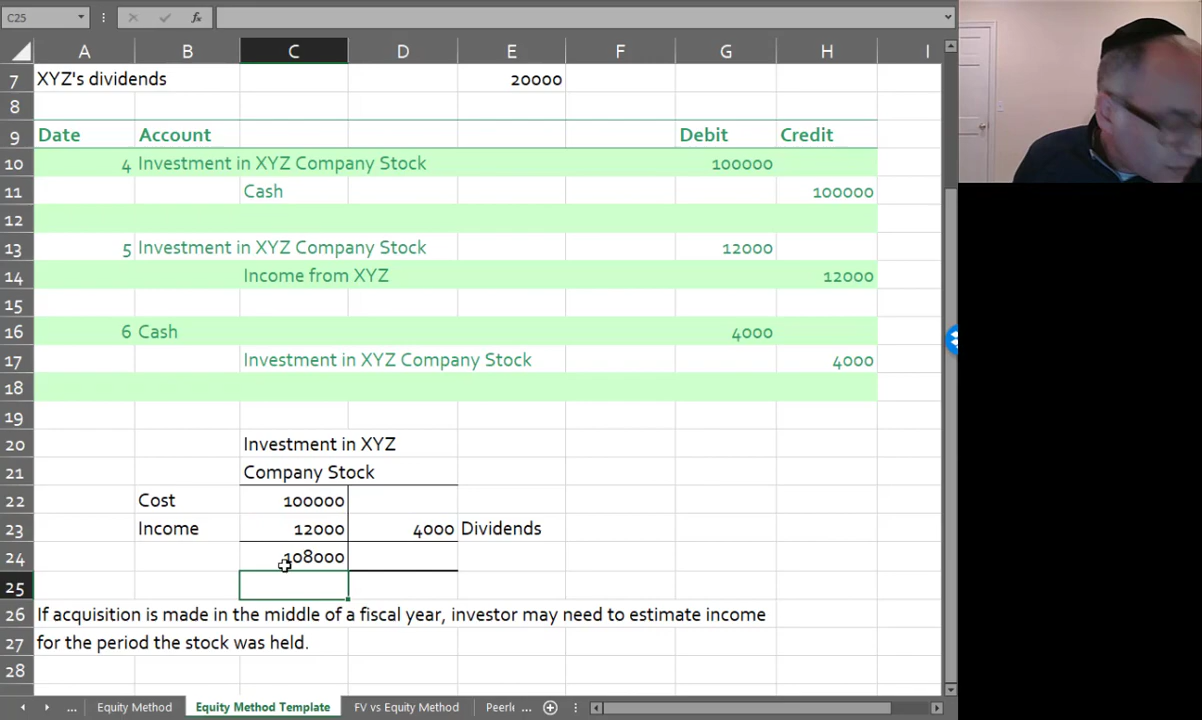 C25
fx
A B C D E F G H I
7 XYZ's dividends 20000
8
9 Date Account Debit Credit
10 4 Investment in XYZ Company Stock 100000
11 Cash 100000
12
13 5 Investment in XYZ Company Stock 12000
14 Income from XYZ 12000
15
16 6 Cash 4000
17 Investment in XYZ Company Stock 4000
18
19
20 Investment in XYZ
21 Company Stock
22 Cost 100000
23 Income 12000 4000 Dividends
24 108000
25
26 If acquisition is made in the middle of a fiscal year, investor may need to estimate income
27 for the period the stock was held.
28
... Equity Method Equity Method Template FV vs Equity Method Peerle ...